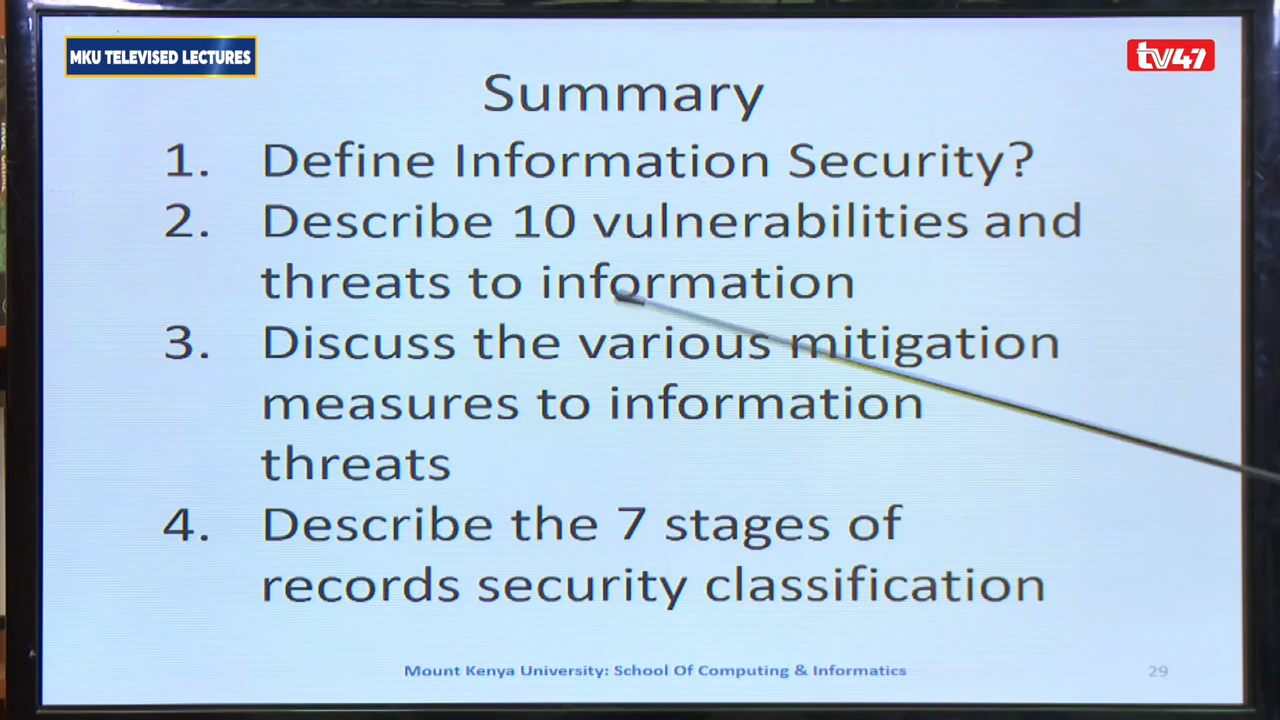 MKU TELEVISED LECTURES
tv47
Summary
1. Define Information Security?
2. Describe 10 vulnerabilities and
threats to information
3. Discuss the various mitigation
measures to information
threats
4. Describe the 7 stages of
records security classification
Mount Kenya University: School Of Computing & Informatics
29